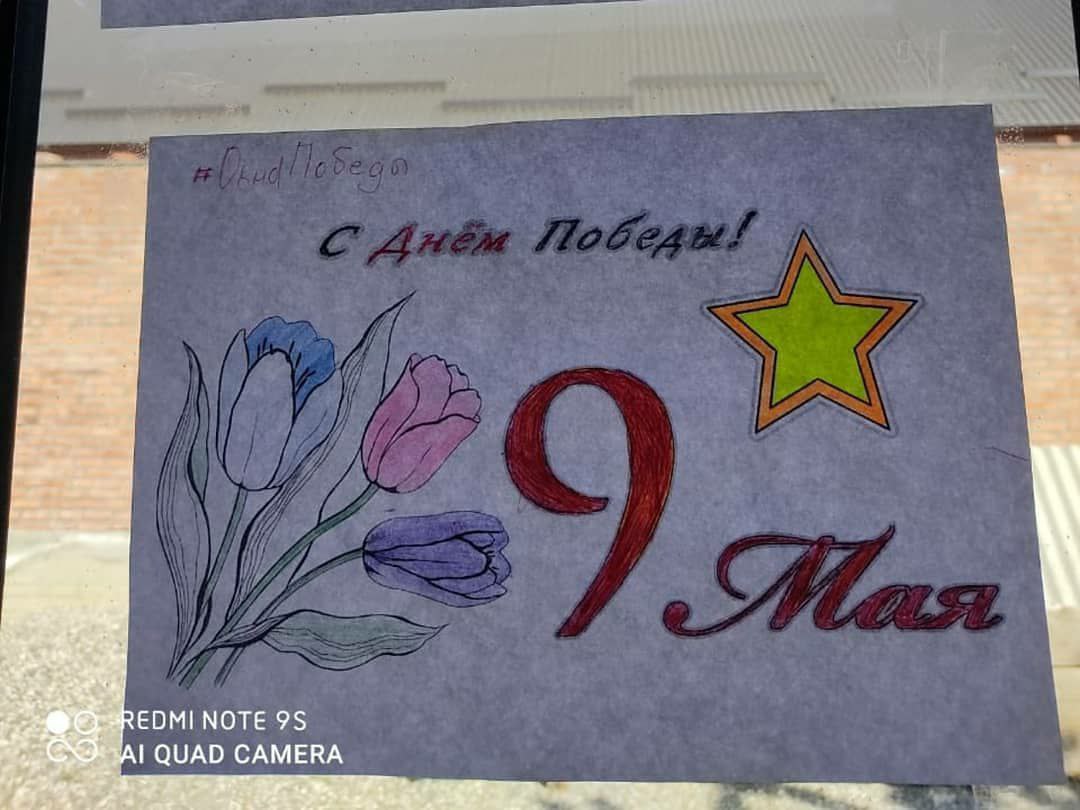 #ОкнаПобеды
С Днём Победы!
9
Мая
REDMI NOTE 9S
AI QUAD CAMERA